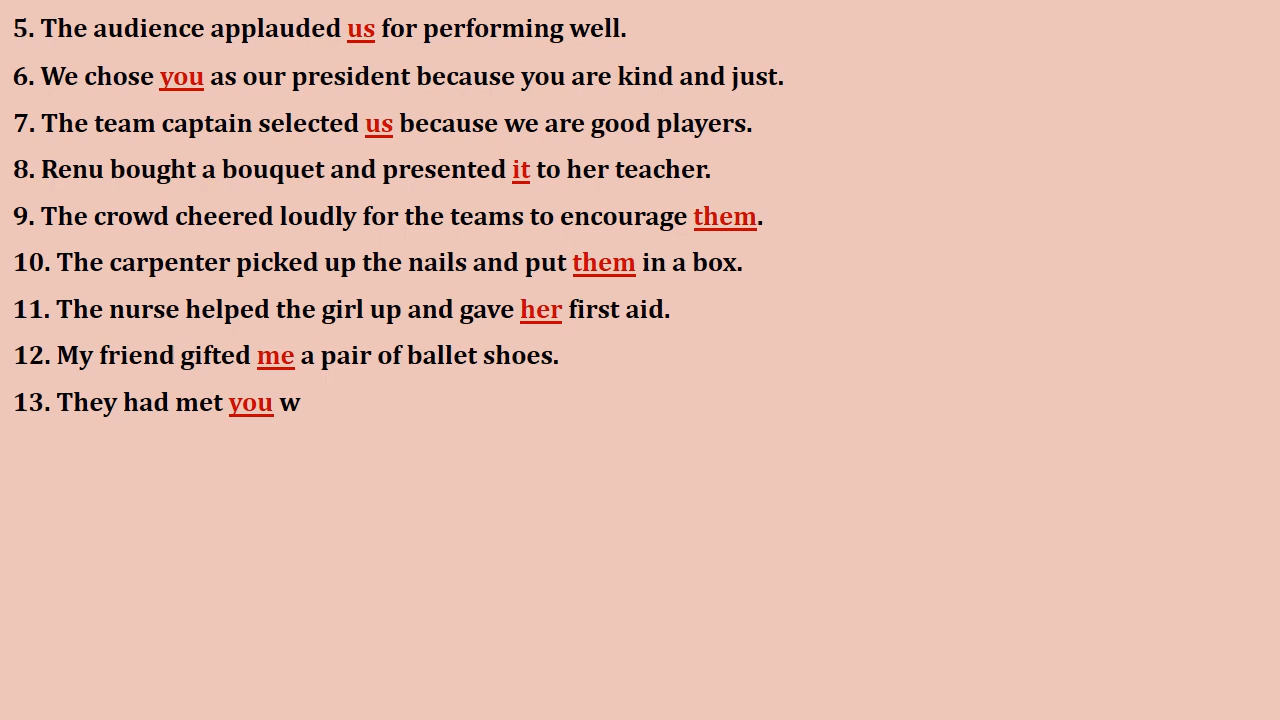 5. The audience applauded us for performing well.
6. We chose you as our president because you are kind and just.
7. The team captain selected us because we are good players.
8. Renu bought a bouquet and presented it to her teacher.
9. The crowd cheered loudly for the teams to encourage them.
10. The carpenter picked up the nails and put them in a box.
11. The nurse helped the girl up and gave her first aid.
12. My friend gifted me a pair of ballet shoes.
13. They had met you w